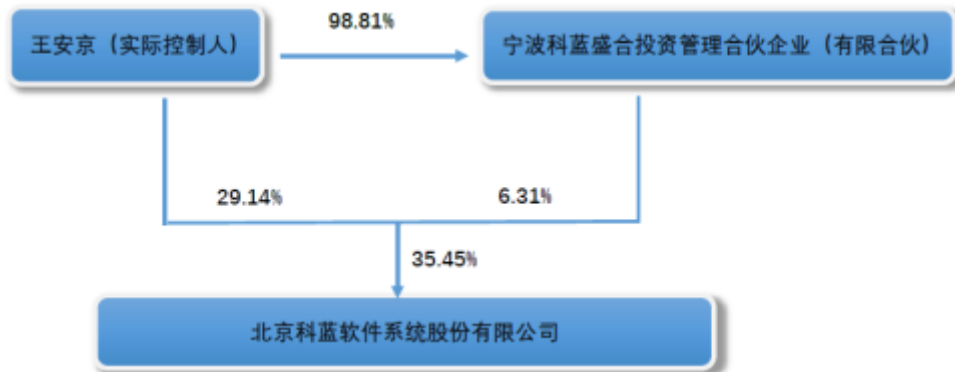 98.81%
王安京（实际控制人）
宁波科蓝盛合投资管理合伙企业（有限合伙）
29.14%
6.31%
35.45%
北京科蓝软件系统股份有限公司